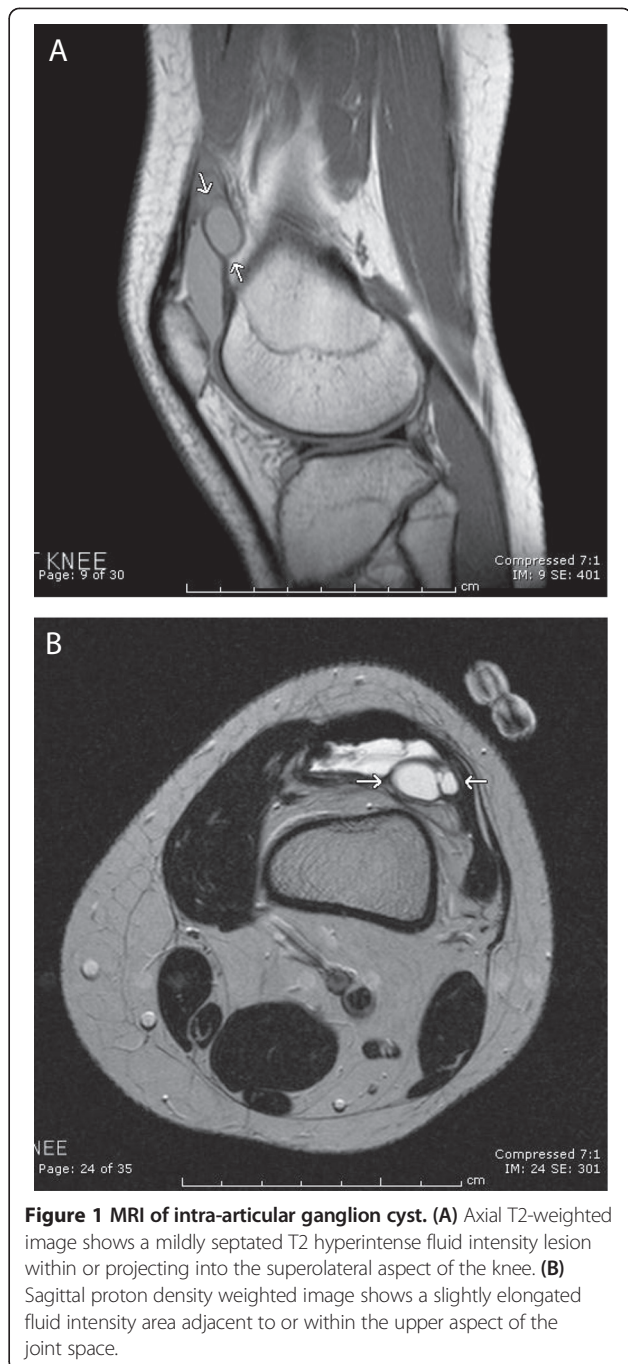 A
T KNEE
Page: 9 of 30
cm
Compressed 7:1
IM: 9 SE: 401
B
NEE
Page: 24 of 35
cm
Compressed 7:1
IM: 24 SE: 301
Figure 1 MRI of intra-articular ganglion cyst. (A) Axial T2-weighted
image shows a mildly septated T2 hyperintense fluid intensity lesion
within or projecting into the superolateral aspect of the knee. (B)
Sagittal proton density weighted image shows a slightly elongated
fluid intensity area adjacent to or within the upper aspect of the
joint space.